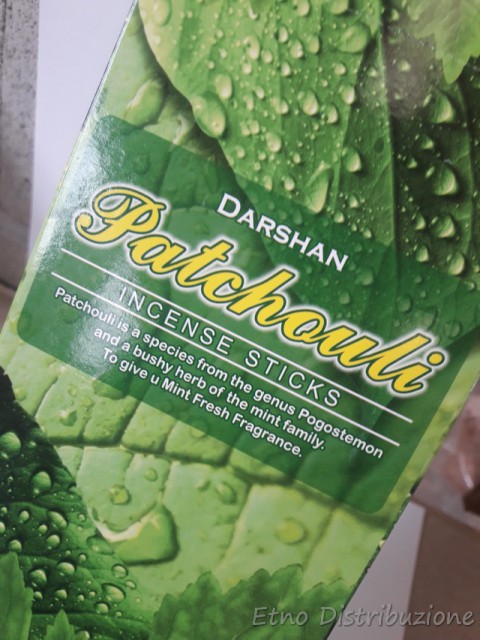 DARSHAN
Patchouli
INCENSE STICKS
Patchouli is a species from the genus Pogostemon
and a bushy herb of the mint family.
To give u Mint Fresh Fragrance.
Etno Distribuzione